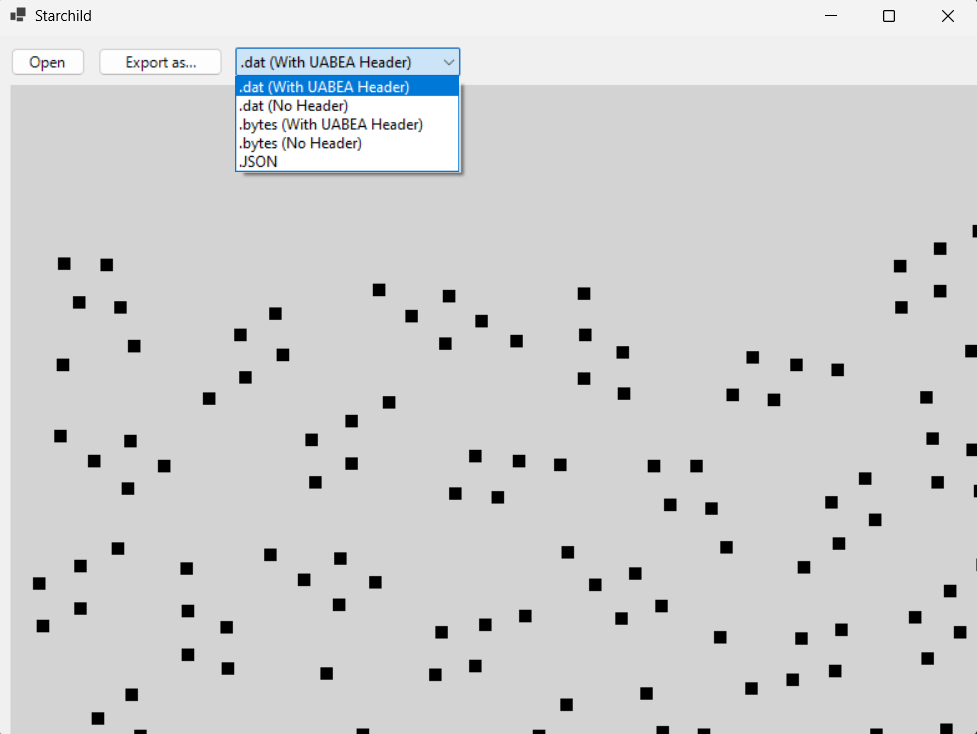 Starchild
Open
Export as...
.dat (With UABEA Header)
.dat (With UABEA Header)
.dat (No Header)
.bytes (With UABEA Header)
.bytes (No Header)
.JSON